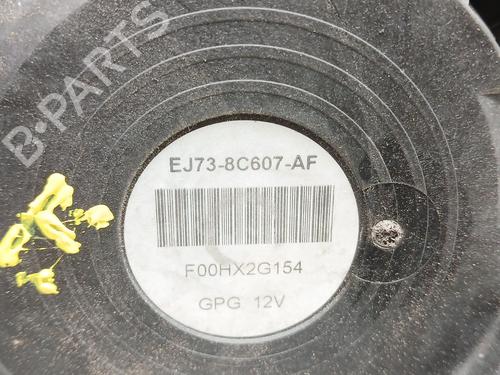 B-PARTS
EJ73-8C607-AF
F00HX2G154
GPG 12V